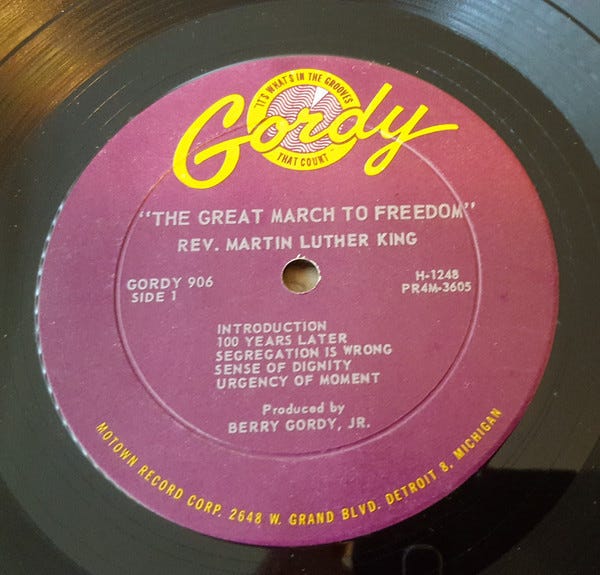 "IT'S WHAT'S IN THE GROOVES
Gordy
THAT COUNT"
"THE GREAT MARCH TO FREEDOM"
REV. MARTIN LUTHER KING
GORDY 906
SIDE 1
H-1248
PR4M-3605
INTRODUCTION
100 YEARS LATER
SEGREGATION IS WRONG
SENSE OF DIGNITY
URGENCY OF MOMENT
Produced by
BERRY GORDY, JR.
MOTOWN RECORD CORP. 2648 W. GRAND BLVD. DETROIT 8, MICHIGAN